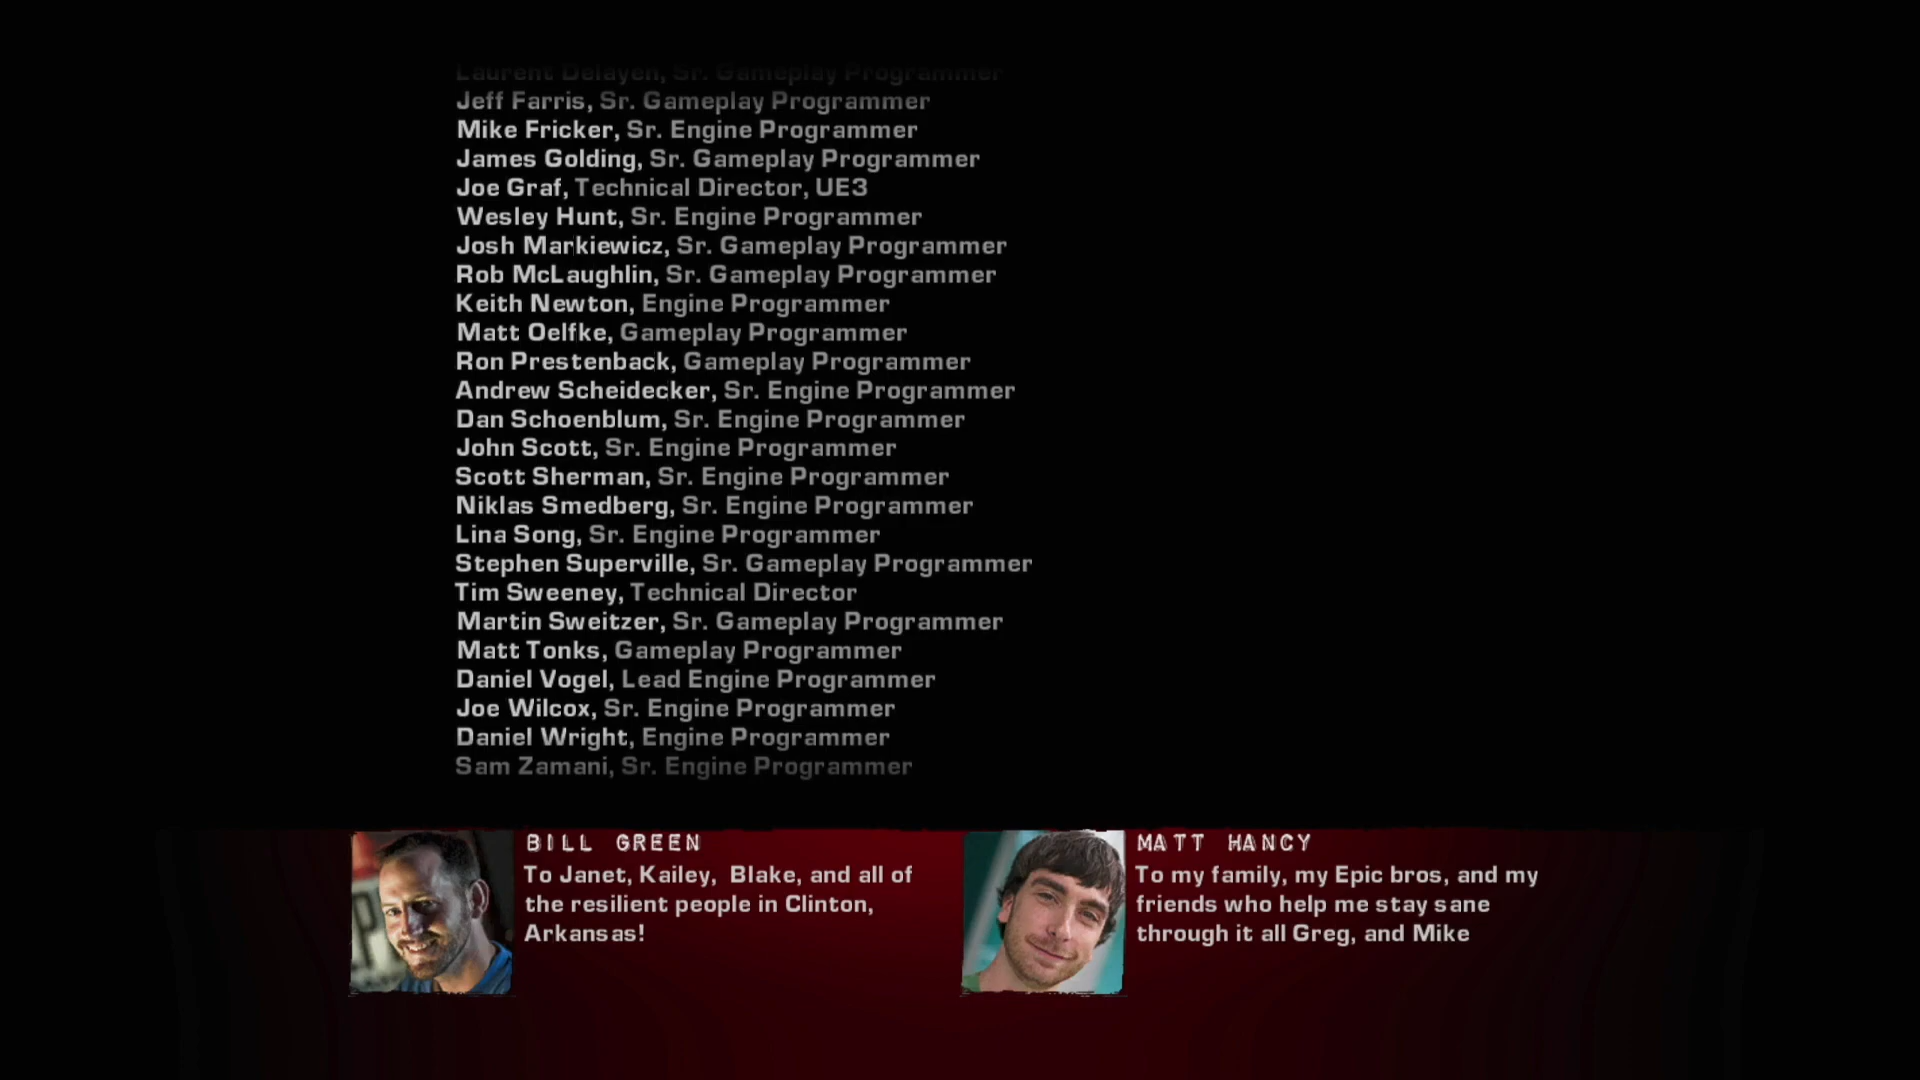 Laurent Delayen, Sr. Gameplay Programmer
Jeff Farris, Sr. Gameplay Programmer
Mike Fricker, Sr. Engine Programmer
James Golding, Sr. Gameplay Programmer
Joe Graf, Technical Director, UE3
Wesley Hunt, Sr. Engine Programmer
Josh Markiewicz, Sr. Gameplay Programmer
Rob McLaughlin, Sr. Gameplay Programmer
Keith Newton, Engine Programmer
Matt Oelfke, Gameplay Programmer
Ron Prestenback, Gameplay Programmer
Andrew Scheidecker, Sr. Engine Programmer
Dan Schoenblum, Sr. Engine Programmer
John Scott, Sr. Engine Programmer
Scott Sherman, Sr. Engine Programmer
Niklas Smedberg, Sr. Engine Programmer
Lina Song, Sr. Engine Programmer
Stephen Superville, Sr. Gameplay Programmer
Tim Sweeney, Technical Director
Martin Sweitzer, Sr. Gameplay Programmer
Matt Tonks, Gameplay Programmer
Daniel Vogel, Lead Engine Programmer
Joe Wilcox, Sr. Engine Programmer
Daniel Wright, Engine Programmer
Sam Zamani, Sr. Engine Programmer
BILL GREEN
To Janet, Kailey, Blake, and all of
the resilient people in Clinton,
Arkansas!
MATT HANCY
To my family, my Epic bros, and my
friends who help me stay sane
through it all Greg, and Mike